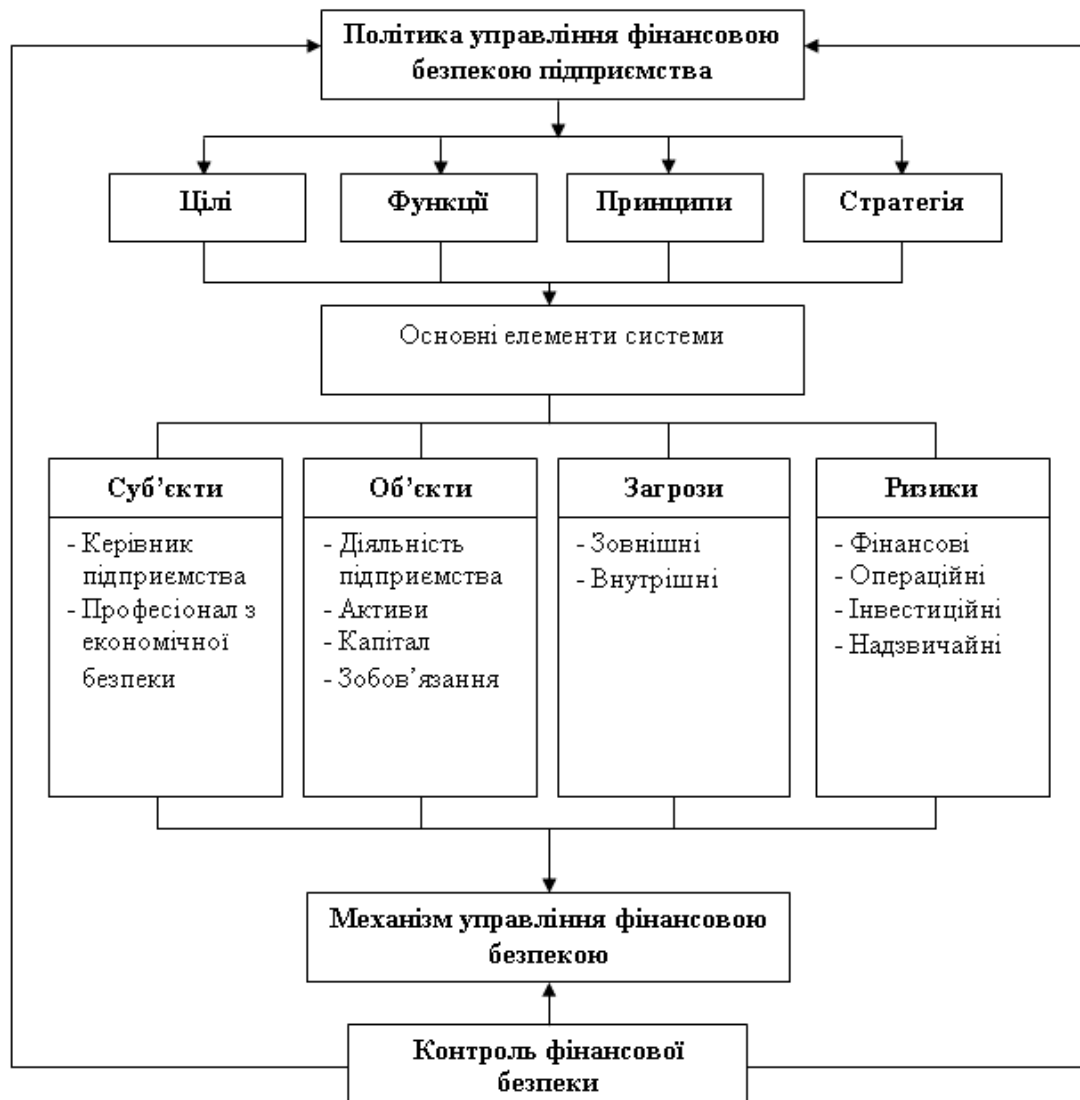 Політика управління фінансовою
безпекою підприємства
Цілі
Функції
Принципи
Стратегія
Основні елементи системи
Суб’єкти
- Керівник
підприємства
- Професіонал з
економічної
безпеки
Об’єкти
- Діяльність
підприємства
- Активи
- Капітал
- Зобов’язання
Загрози
- Зовнішні
- Внутрішні
Ризики
- Фінансові
- Операційні
- Інвестиційні
- Надзвичайні
Механізм управління фінансовою
безпекою
Контроль фінансової
безпеки